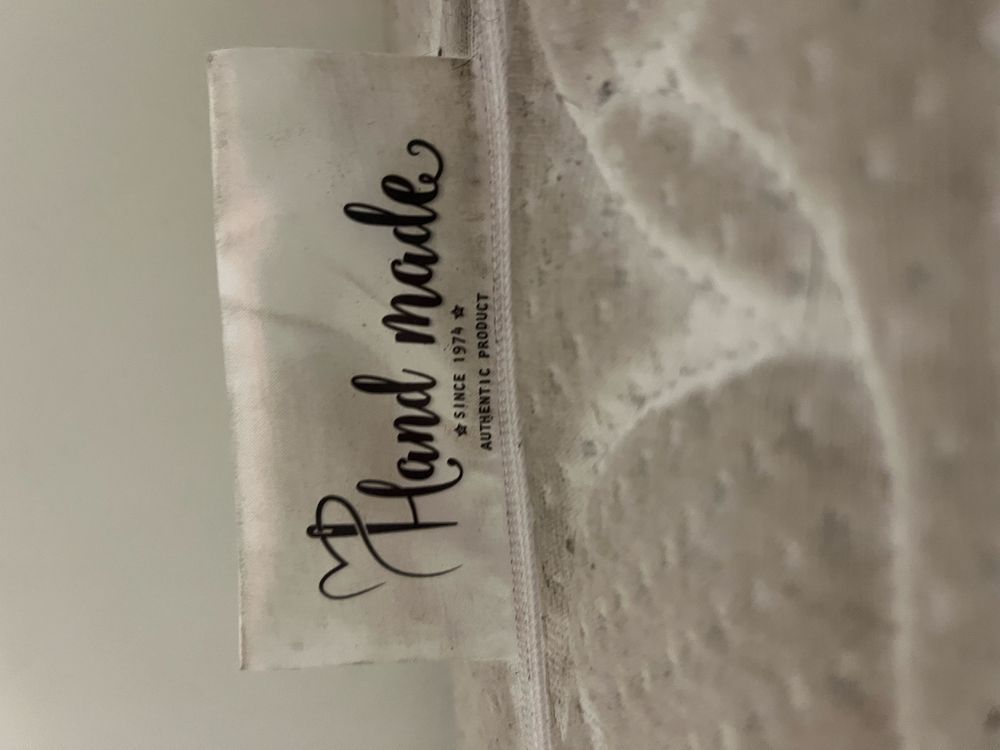 Hand made
☆ SINCE 1974 ☆
AUTHENTIC PRODUCT